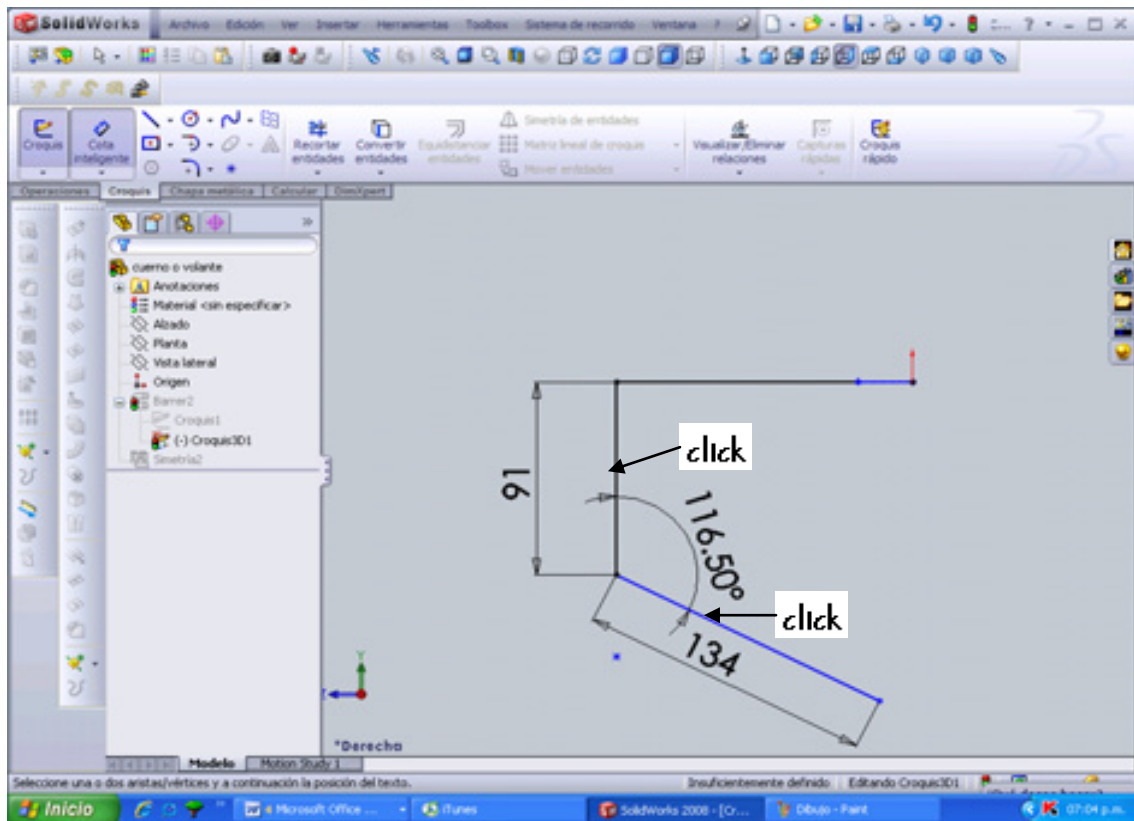 SolidWorks Archivo Edición Ver Insertar Herramientas Toolbox Sistema de recorrido Ventana ?
Croquis
Cota inteligente
Recortar entidades
Convertir entidades
Equidistanciar entidades
Simetría de entidades
Matriz lineal de croquis
Mover entidades
Visualizar/Eliminar relaciones
Capturas rápidas
Croquis rápido
Operaciones Croquis Chapa metálica Calcular DimXpert
cuerno o volante
Anotaciones
Material <sin especificar>
Alzado
Planta
Vista lateral
Origen
Barrer2
Croquis1
(-) Croquis3D1
Simetría2
91
click
116.50°
click
134
Y
*Derecha
Modelo Motion Study 1
Seleccione una o dos aristas/vértices y a continuación la posición del texto. Insuficientemente definido Editando Croquis3D1
Inicio 4 Microsoft Office ... iTunes SolidWorks 2008 - [Cr... Dibujo - Paint 07:04 p.m.